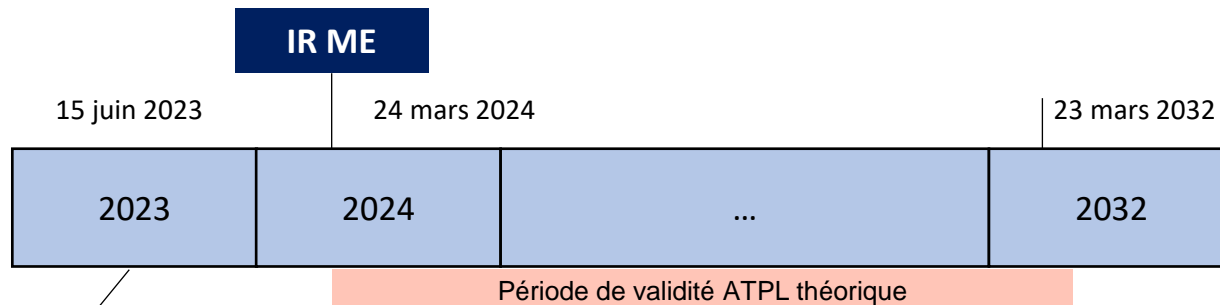 IR ME
15 juin 2023
24 mars 2024
23 mars 2032
2023
2024
...
2032
Période de validité ATPL théorique